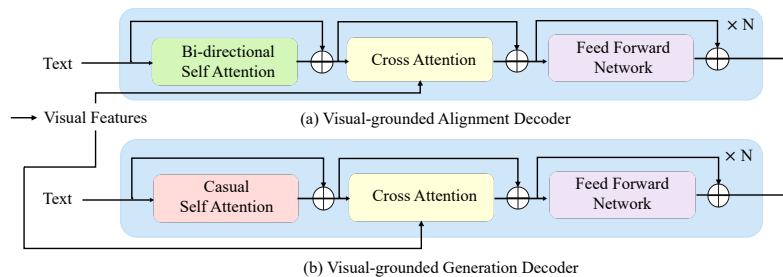 × N
Text
Bi-directional
Self Attention
Cross Attention
Feed Forward
Network
Visual Features
(a) Visual-grounded Alignment Decoder
× N
Text
Casual
Self Attention
Cross Attention
Feed Forward
Network
(b) Visual-grounded Generation Decoder